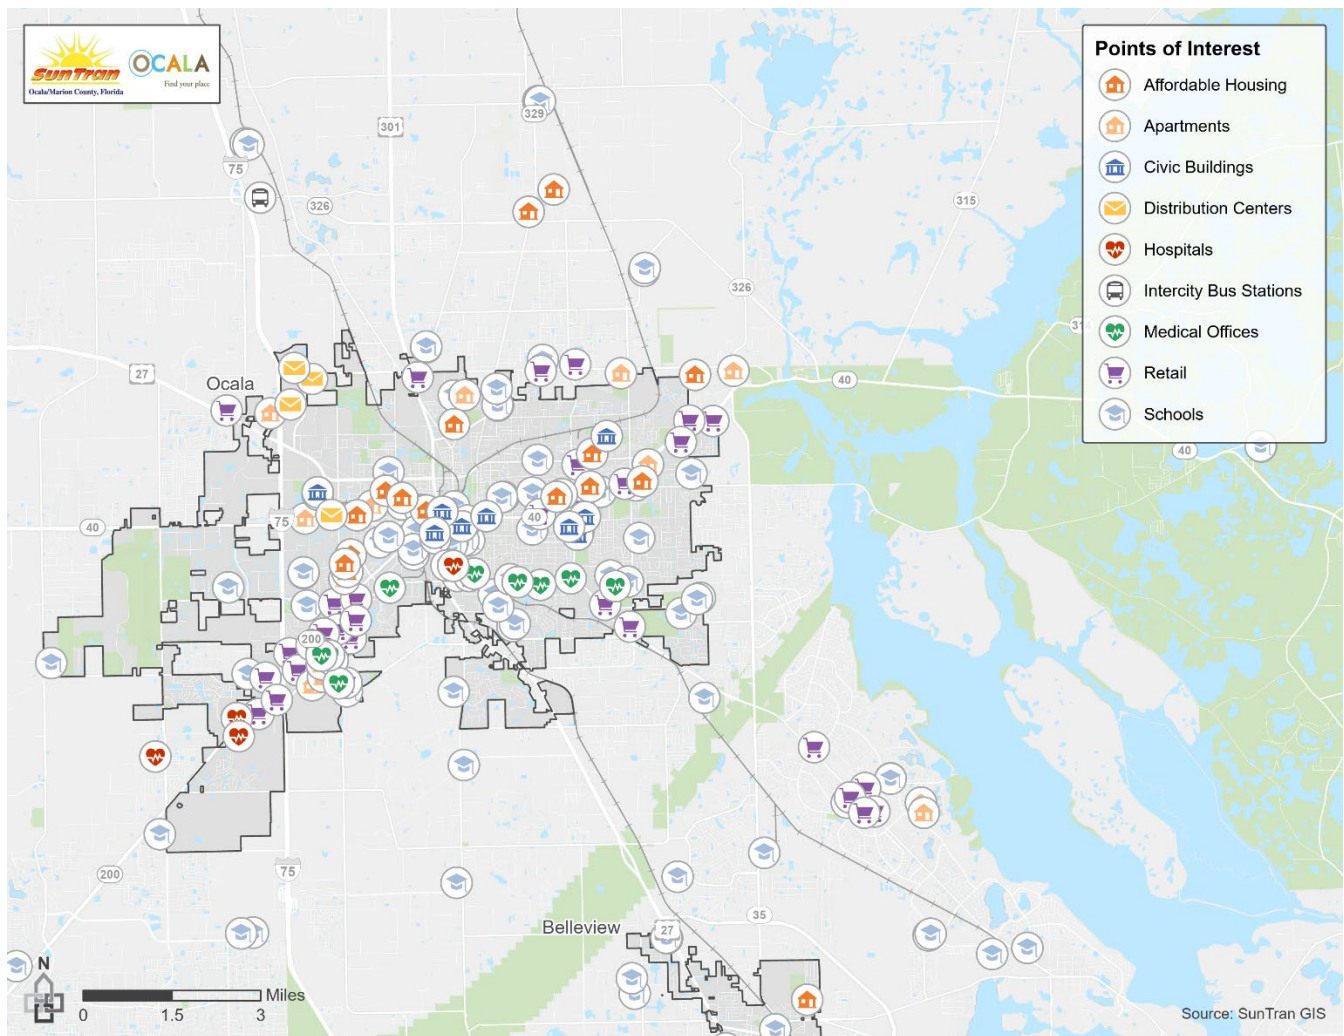 SunTran
Ocala/Marion County, Florida
OCALA
Find your place
Points of Interest
Affordable Housing
Apartments
Civic Buildings
Distribution Centers
Hospitals
Intercity Bus Stations
Medical Offices
Retail
Schools
329
301
75
326
315
326
314
27
Ocala
40
40
40
75
40
200
200
75
35
Belleview
27
N
Miles
0 1.5 3
Source: SunTran GIS